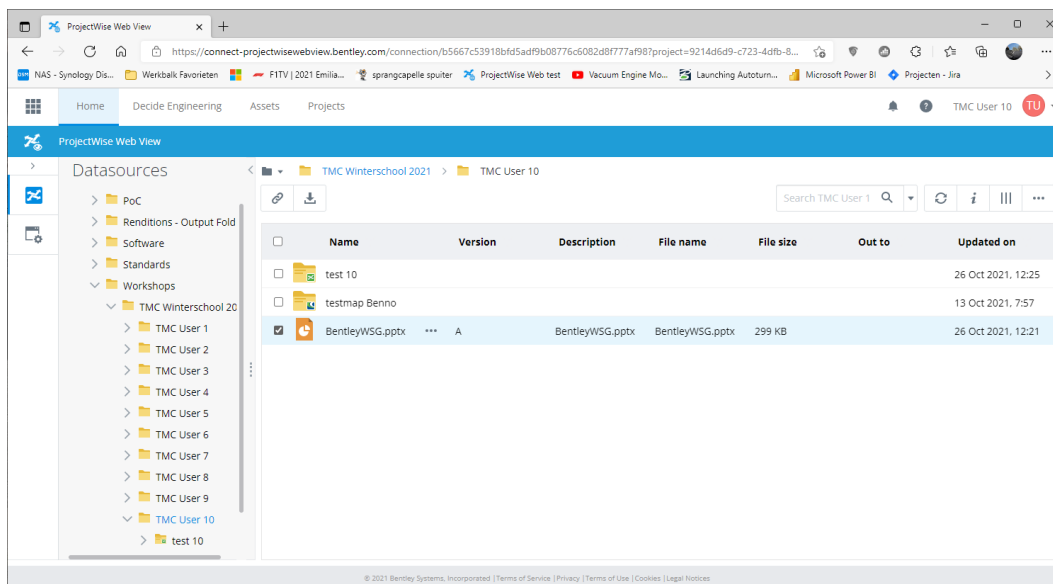 ProjectWise Web View
https://connect-projectwisewebview.bentley.com/connection/b5667c53918bfd5adf9b08776c6082d8f777af98?project=9214d6d9-c723-4dfb-8...
NAS - Synology Dis... Werkbalk Favorieten F1TV | 2021 Emilia... sprangcapelle spuiter ProjectWise Web test Vacuum Engine Mo... Launching Autoturn... Microsoft Power BI Projecten - Jira
Home Decide Engineering Assets Projects TMC User 10 TU
ProjectWise Web View
Datasources
TMC Winterschool 2021 > TMC User 10
Search TMC User 1
PoC
Renditions - Output Fold
Software
Standards
Workshops
TMC Winterschool 20
TMC User 1
TMC User 2
TMC User 3
TMC User 4
TMC User 5
TMC User 6
TMC User 7
TMC User 8
TMC User 9
TMC User 10
test 10
Name Version Description File name File size Out to Updated on
test 10 26 Oct 2021, 12:25
testmap Benno 13 Oct 2021, 7:57
BentleyWSG.pptx ••• A BentleyWSG.pptx BentleyWSG.pptx 299 KB 26 Oct 2021, 12:21
© 2021 Bentley Systems, Incorporated | Terms of Service | Privacy | Terms of Use | Cookies | Legal Notices